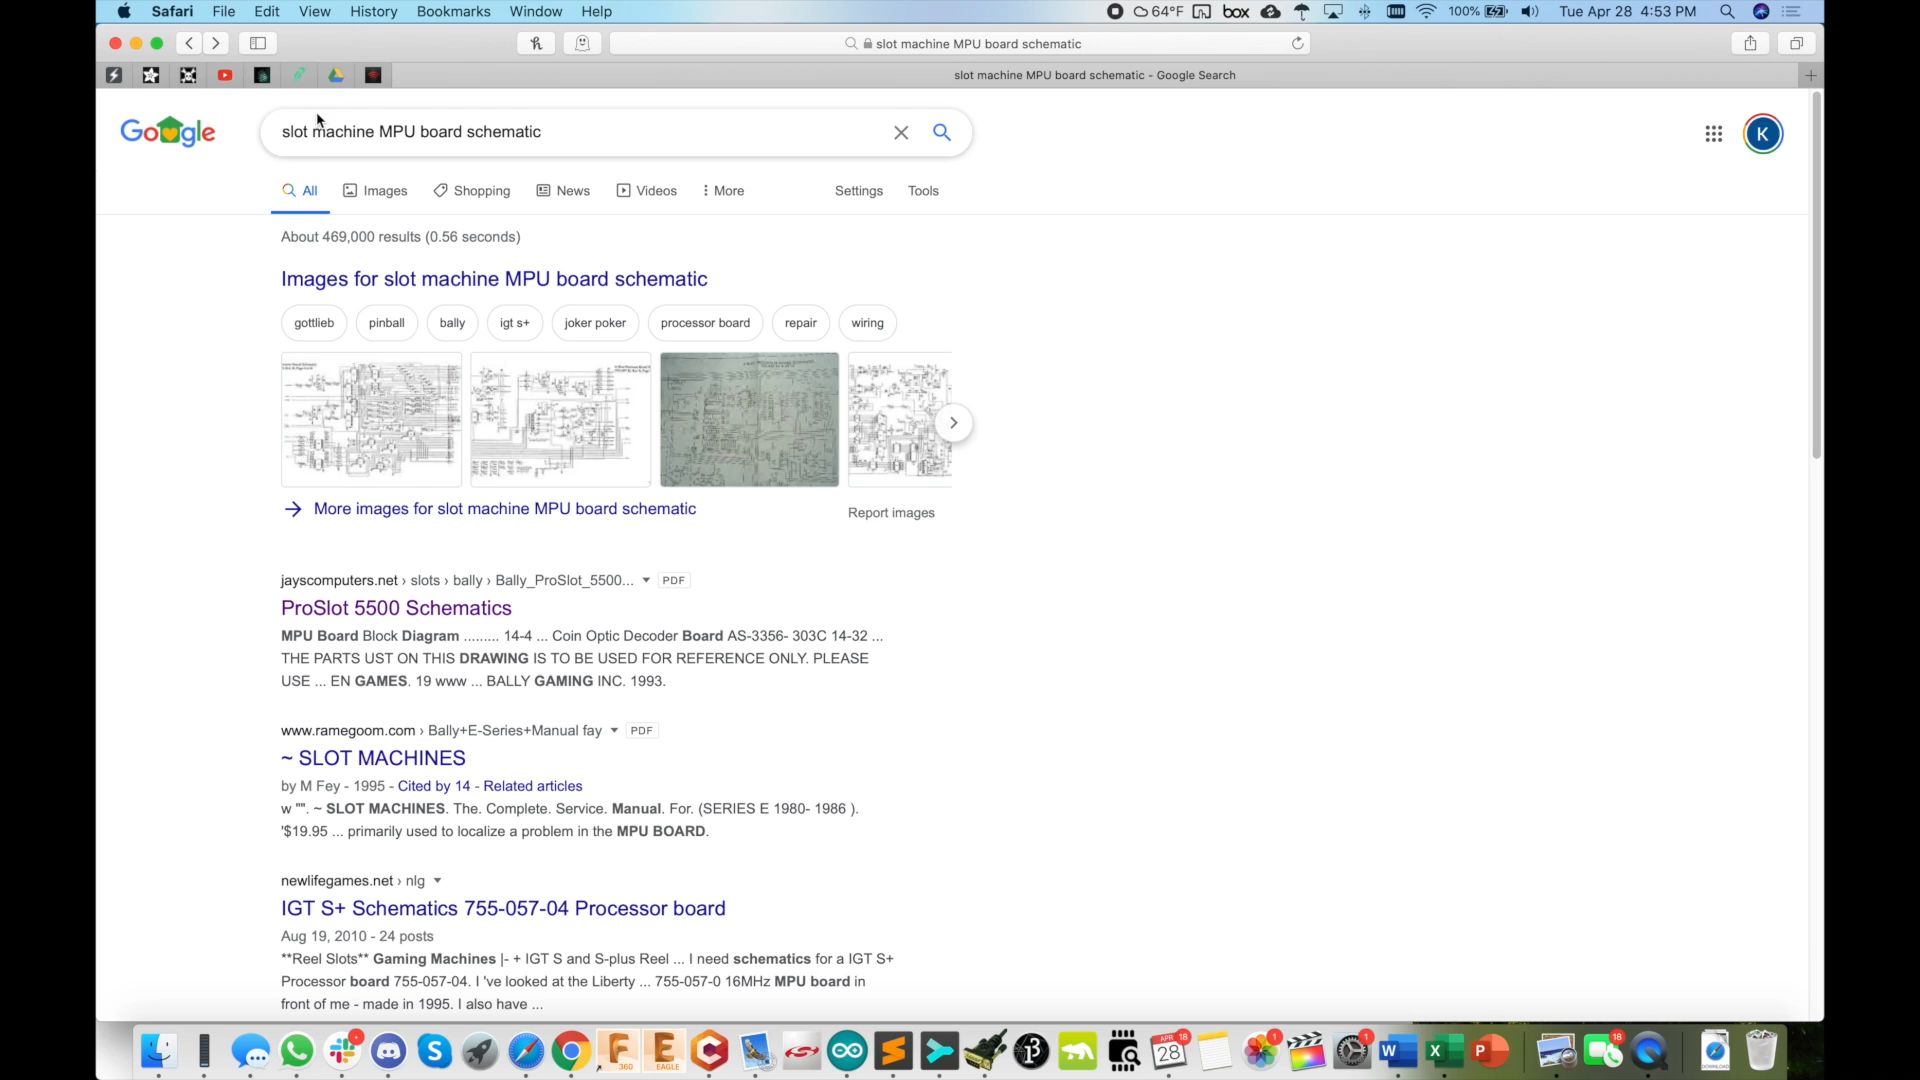 Safari File Edit View History Bookmarks Window Help
box 64°F 100% Tue Apr 28 4:53 PM
slot machine MPU board schematic
slot machine MPU board schematic - Google Search
Google
slot machine MPU board schematic
K
All Images Shopping News Videos More Settings Tools
About 469,000 results (0.56 seconds)
Images for slot machine MPU board schematic
gottlieb pinball bally igt s+ joker poker processor board repair wiring
More images for slot machine MPU board schematic
Report images
jayscomputers.net › slots › bally › Bally_ProSlot_5500... PDF
ProSlot 5500 Schematics
MPU Board Block Diagram ......... 14-4 ... Coin Optic Decoder Board AS-3356- 303C 14-32 ...
THE PARTS UST ON THIS DRAWING IS TO BE USED FOR REFERENCE ONLY. PLEASE
USE ... EN GAMES. 19 www ... BALLY GAMING INC. 1993.
www.ramegoom.com › Bally+E-Series+Manual fay PDF
~ SLOT MACHINES
by M Fey - 1995 - Cited by 14 - Related articles
w "". ~ SLOT MACHINES. The. Complete. Service. Manual. For. (SERIES E 1980- 1986 ).
'$19.95 ... primarily used to localize a problem in the MPU BOARD.
newlifegames.net › nlg
IGT S+ Schematics 755-057-04 Processor board
Aug 19, 2010 - 24 posts
**Reel Slots** Gaming Machines |- + IGT S and S-plus Reel ... I need schematics for a IGT S+
Processor board 755-057-04. I 've looked at the Liberty ... 755-057-0 16MHz MPU board in
front of me - made in 1995. I also have ...
F 360 E EAGLE APR 18 28 1 1 W X P 18 DOWNLOAD